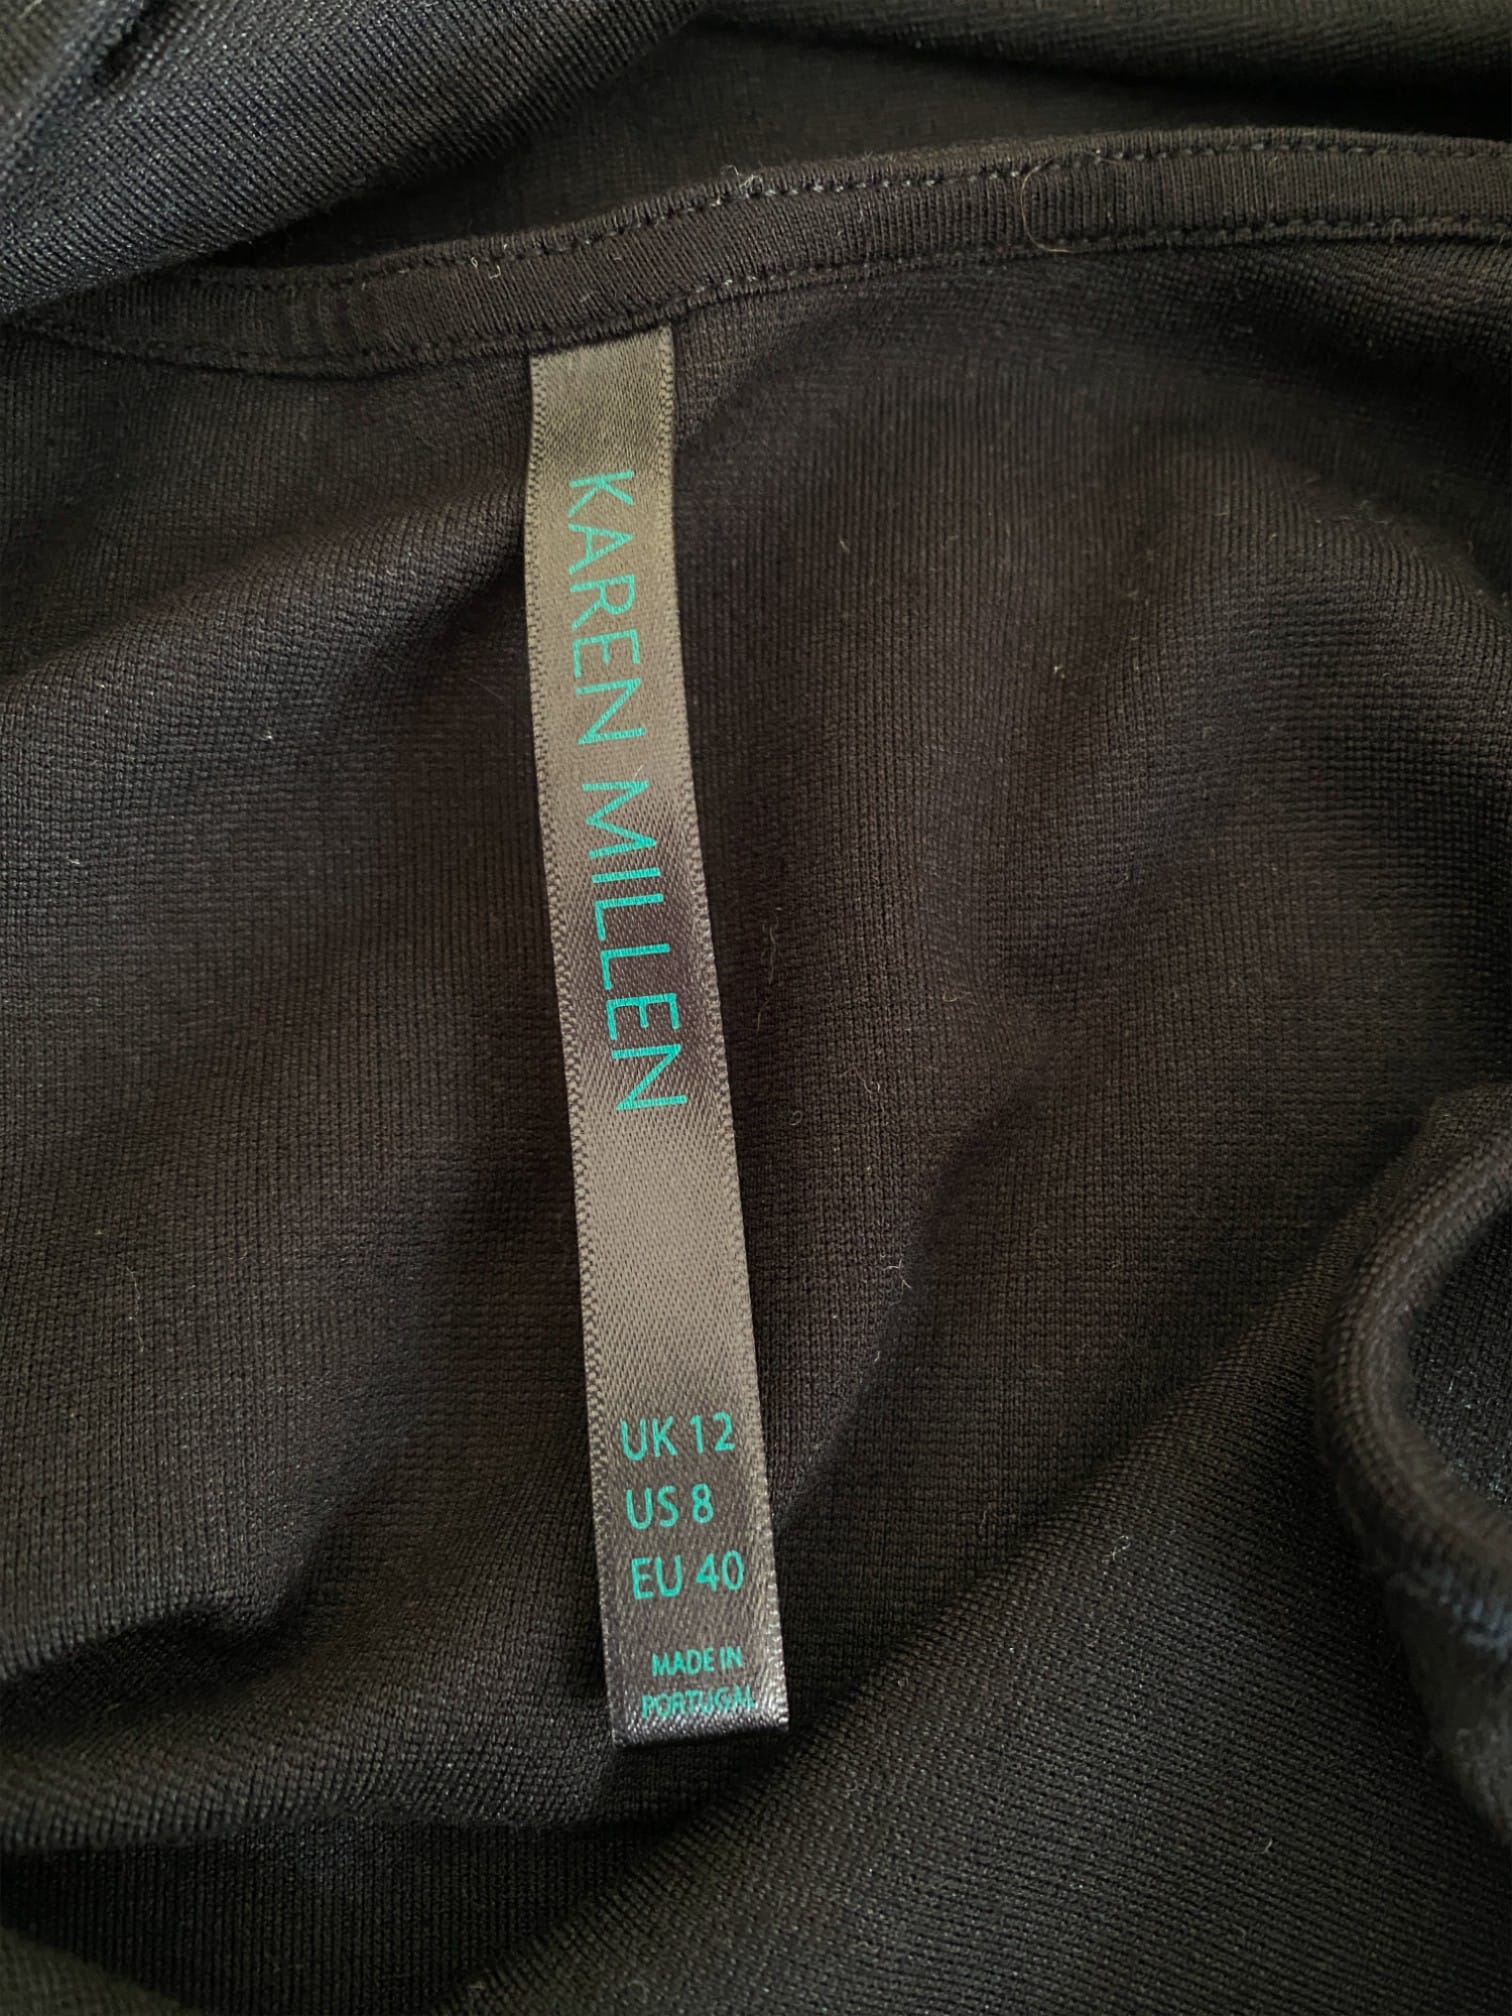 KAREN MILLEN
UK 12
US 8
EU 40
MADE IN
PORTUGAL